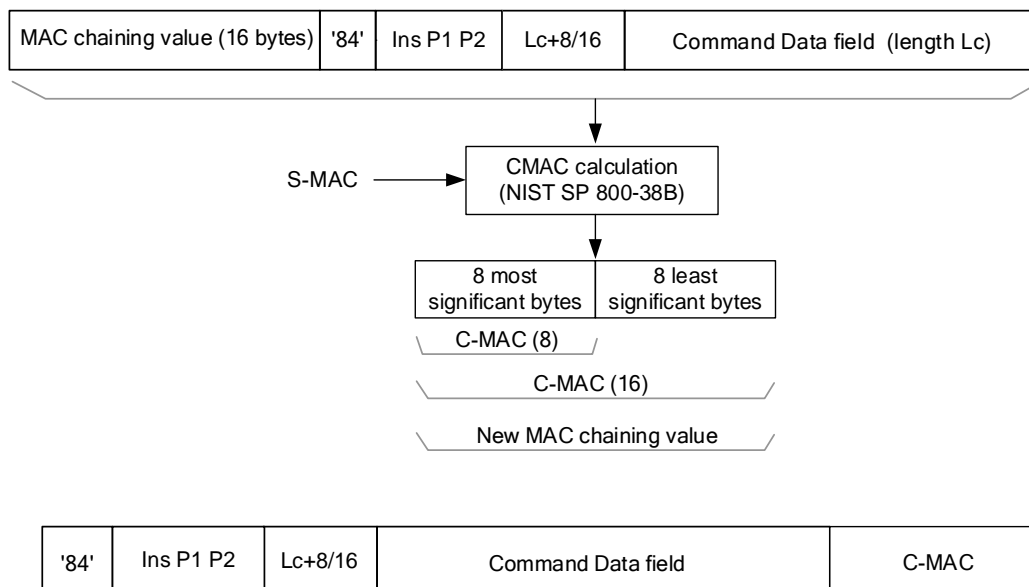 MAC chaining value (16 bytes) '84' Ins P1 P2 Lc+8/16 Command Data field (length Lc)
S-MAC
CMAC calculation
(NIST SP 800-38B)
8 most
significant bytes
8 least
significant bytes
C-MAC (8)
C-MAC (16)
New MAC chaining value
'84' Ins P1 P2 Lc+8/16 Command Data field C-MAC